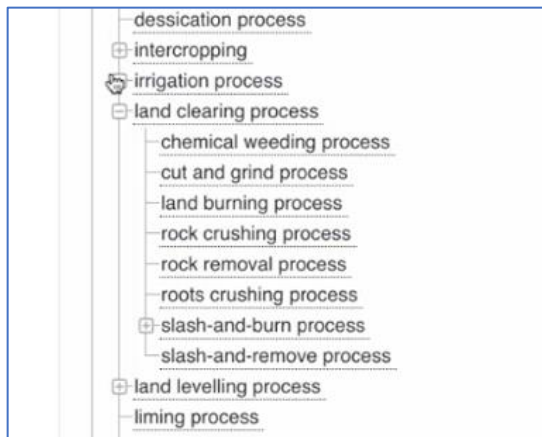 dessication process
intercropping
irrigation process
land clearing process
chemical weeding process
cut and grind process
land burning process
rock crushing process
rock removal process
roots crushing process
slash-and-burn process
slash-and-remove process
land levelling process
liming process